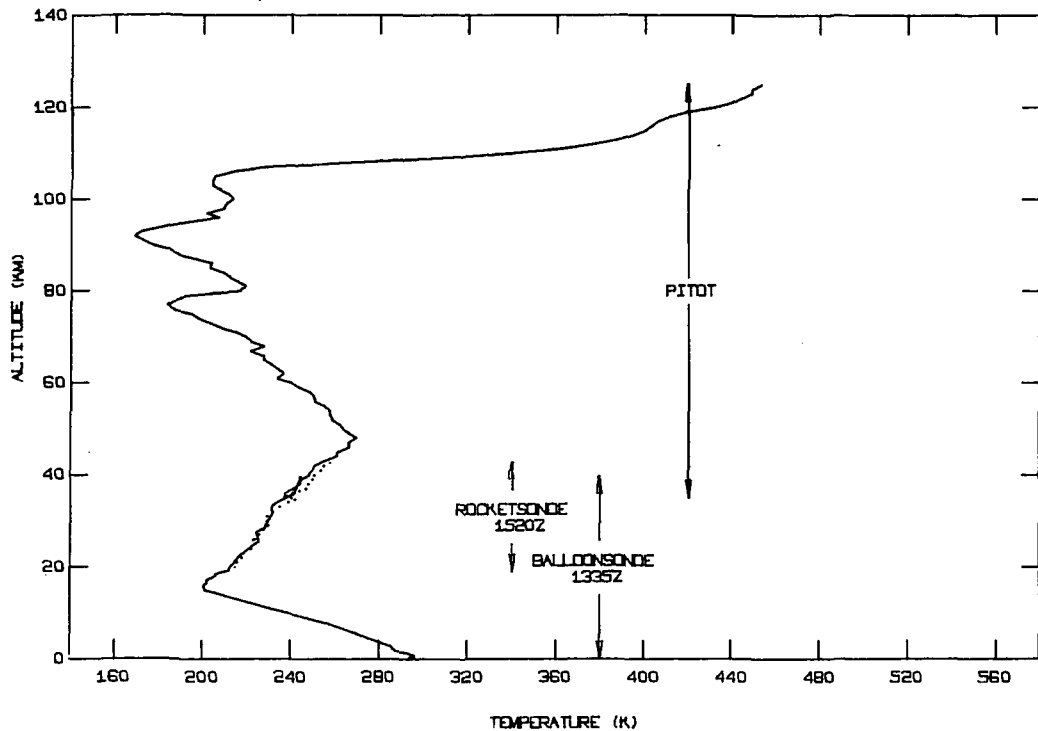 140
120
100
80
60
40
20
0
ALTITUDE (KM)
PITOT
ROCKETSONDE
1520Z
BALLOONSONDE
1335Z
160 200 240 280 320 360 400 440 480 520 560
TEMPERATURE (K)